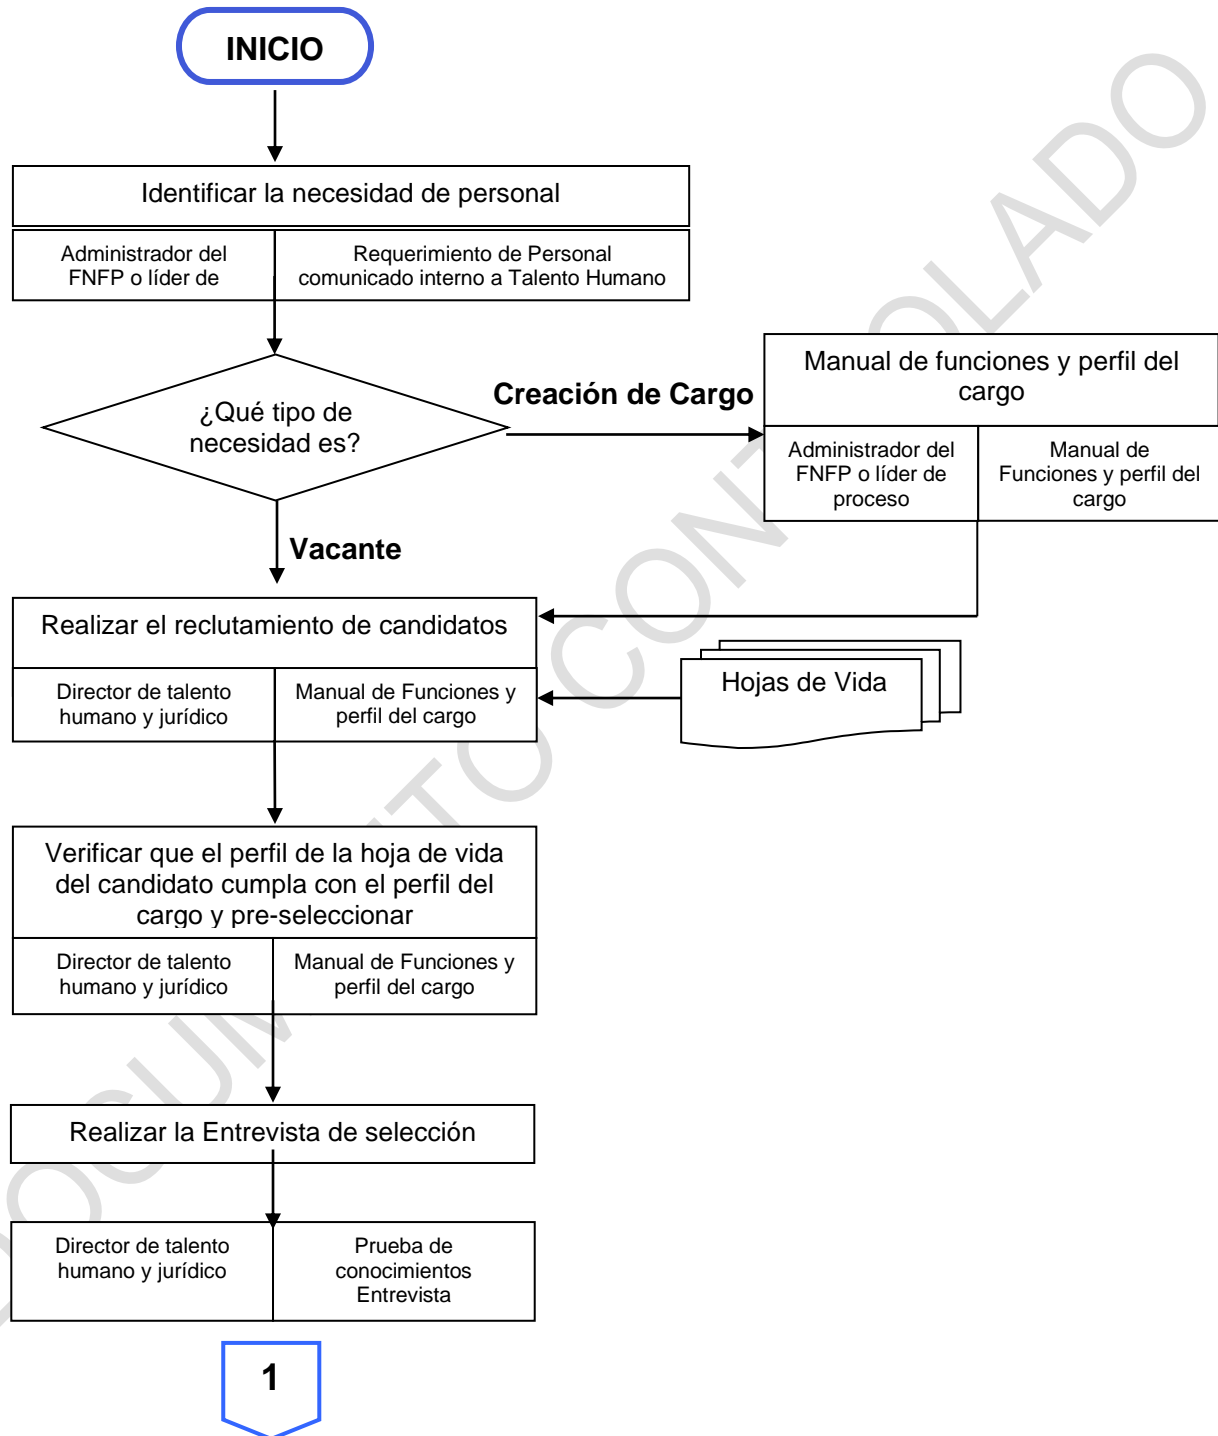 INICIO
Identificar la necesidad de personal
Administrador del
FNFP o líder de
Requerimiento de Personal
comunicado interno a Talento Humano
¿Qué tipo de
necesidad es?
Creación de Cargo
Manual de funciones y perfil del
cargo
Administrador del
FNFP o líder de
proceso
Manual de
Funciones y perfil del
cargo
Vacante
Realizar el reclutamiento de candidatos
Director de talento
humano y jurídico
Manual de Funciones y
perfil del cargo
Hojas de Vida
Verificar que el perfil de la hoja de vida
del candidato cumpla con el perfil del
cargo y pre-seleccionar
Director de talento
humano y jurídico
Manual de Funciones y
perfil del cargo
Realizar la Entrevista de selección
Director de talento
humano y jurídico
Prueba de
conocimientos
Entrevista
1
DOCUMENTO CONTROLADO